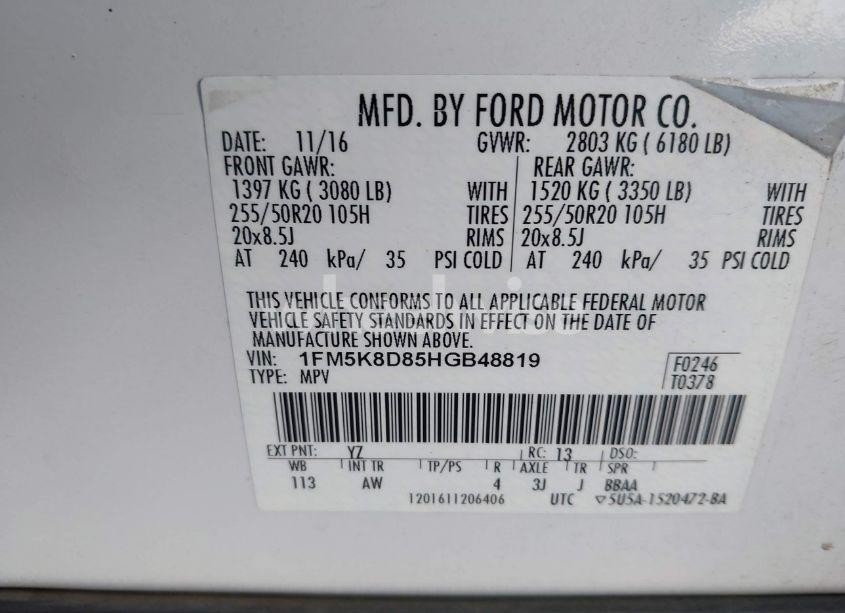 MFD. BY FORD MOTOR CO.
DATE: 11/16 GVWR: 2803 KG ( 6180 LB)
FRONT GAWR: REAR GAWR:
1397 KG ( 3080 LB) WITH 1520 KG ( 3350 LB) WITH
255/50R20 105H TIRES 255/50R20 105H TIRES
20x8.5J RIMS 20x8.5J RIMS
AT 240 kPa/ 35 PSI COLD AT 240 kPa/ 35 PSI COLD
THIS VEHICLE CONFORMS TO ALL APPLICABLE FEDERAL MOTOR
VEHICLE SAFETY STANDARDS IN EFFECT ON THE DATE OF
MANUFACTURE SHOWN ABOVE.
VIN: 1FM5K8D85HGB48819 F0246
TYPE: MPV T0378
EXT PNT: YZ RC: 13 DSO:
WB INT TR TP/PS R AXLE TR SPR
113 AW 4 3J J BBAA
1201611206406 UTC ▽5U5A-1520472-BA